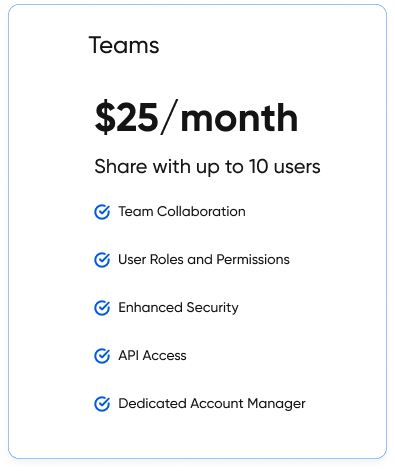 Teams
$25/month
Share with up to 10 users
Team Collaboration
User Roles and Permissions
Enhanced Security
API Access
Dedicated Account Manager